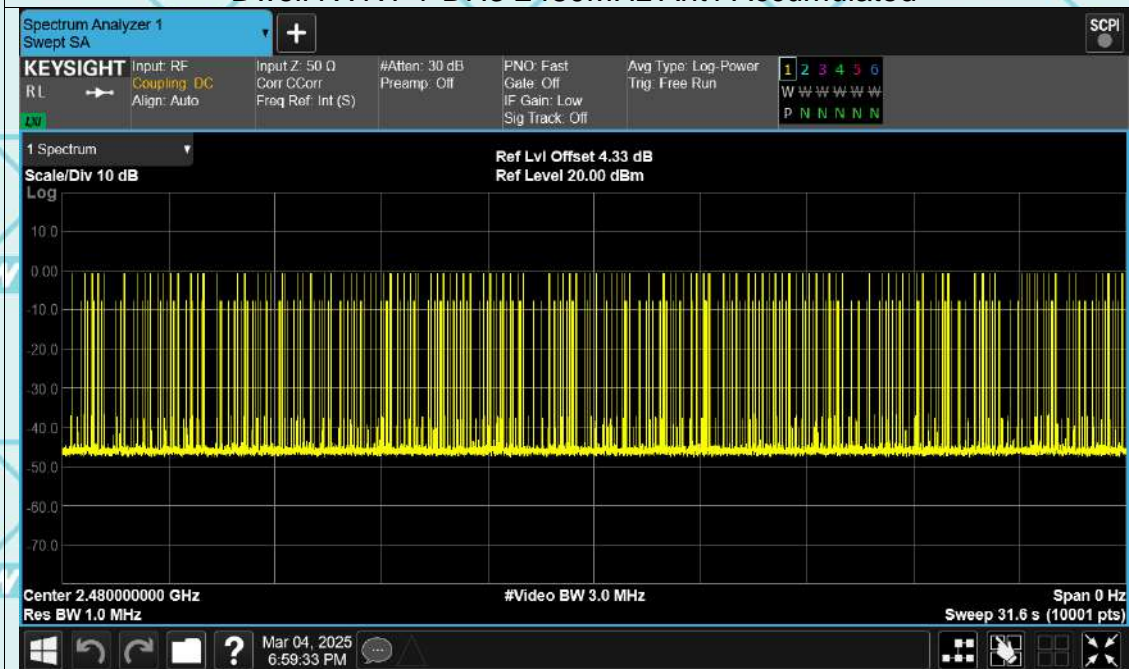 Spectrum Analyzer 1
Swept SA
+
SCPI
KEYSIGHT
RL
LXI
Input: RF
Coupling: DC
Align: Auto
Input Z: 50 Ω
Corr CCorr
Freq Ref: Int (S)
#Atten: 30 dB
Preamp: Off
PNO: Fast
Gate: Off
IF Gain: Low
Sig Track: Off
Avg Type: Log-Power
Trig: Free Run
1 2 3 4 5 6
W W W W W W
P N N N N N
1 Spectrum
Scale/Div 10 dB
Log
Ref Lvl Offset 4.33 dB
Ref Level 20.00 dBm
10.0
0.00
-10.0
-20.0
-30.0
-40.0
-50.0
-60.0
-70.0
Center 2.480000000 GHz
Res BW 1.0 MHz
#Video BW 3.0 MHz
Span 0 Hz
Sweep 31.6 s (10001 pts)
?
Mar 04, 2025
6:59:33 PM